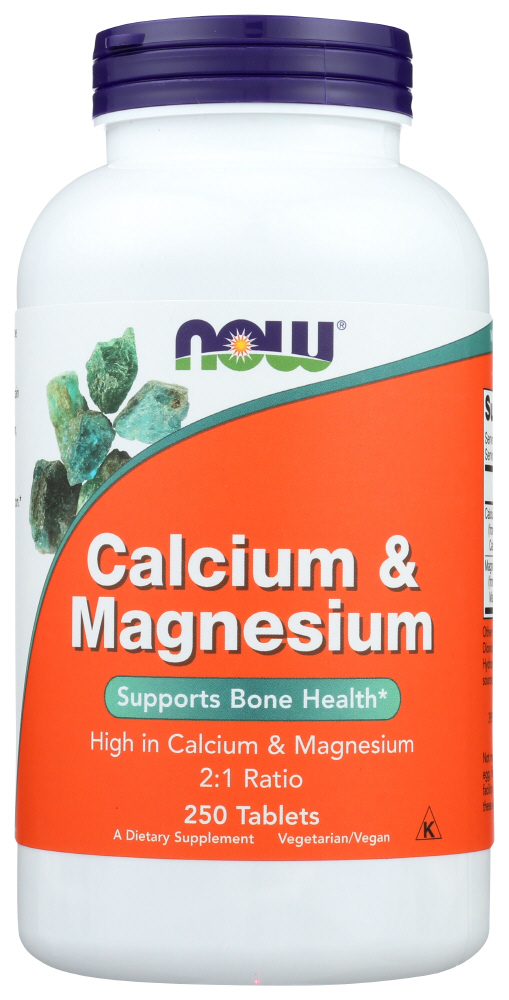 now®
Calcium &
Magnesium
Supports Bone Health*
High in Calcium & Magnesium
2:1 Ratio
250 Tablets
A Dietary Supplement Vegetarian/Vegan
K